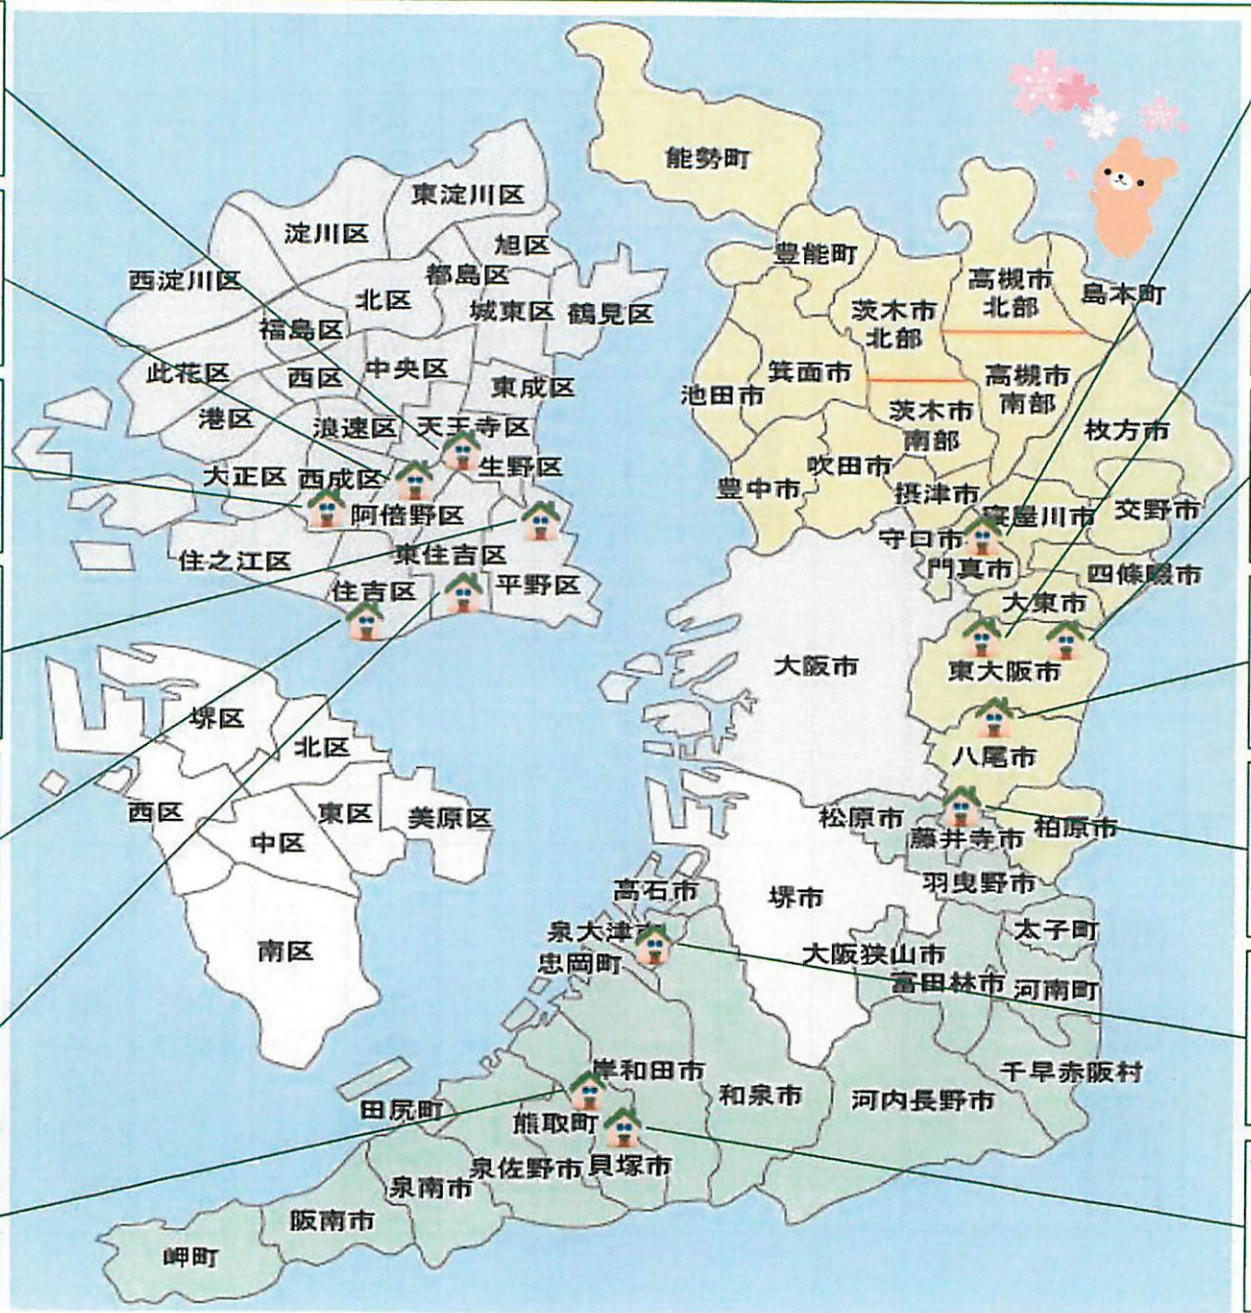 能勢町
東淀川区
淀川区
旭区
豊能町
都島区
西淀川区
高槻市
北部
島本町
北区
城東区
鶴見区
茨木市
北部
福島区
中央区
此花区
西区
東成区
箕面市
高槻市
南部
池田市
港区
浪速区
天王寺区
茨木市
南部
枚方市
大正区
西成区
生野区
吹田市
豊中市
摂津市
阿倍野区
寝屋川市
交野市
守口市
住之江区
東住吉区
門真市
四條畷市
住吉区
平野区
大東市
大阪市
東大阪市
堺区
北区
八尾市
西区
東区
美原区
中区
松原市
藤井寺市
柏原市
羽曳野市
高石市
堺市
泉大津市
太子町
南区
忠岡町
大阪狭山市
富田林市
河南町
岸和田市
千早赤阪村
田尻町
和泉市
河内長野市
熊取町
泉佐野市
貝塚市
泉南市
阪南市
岬町